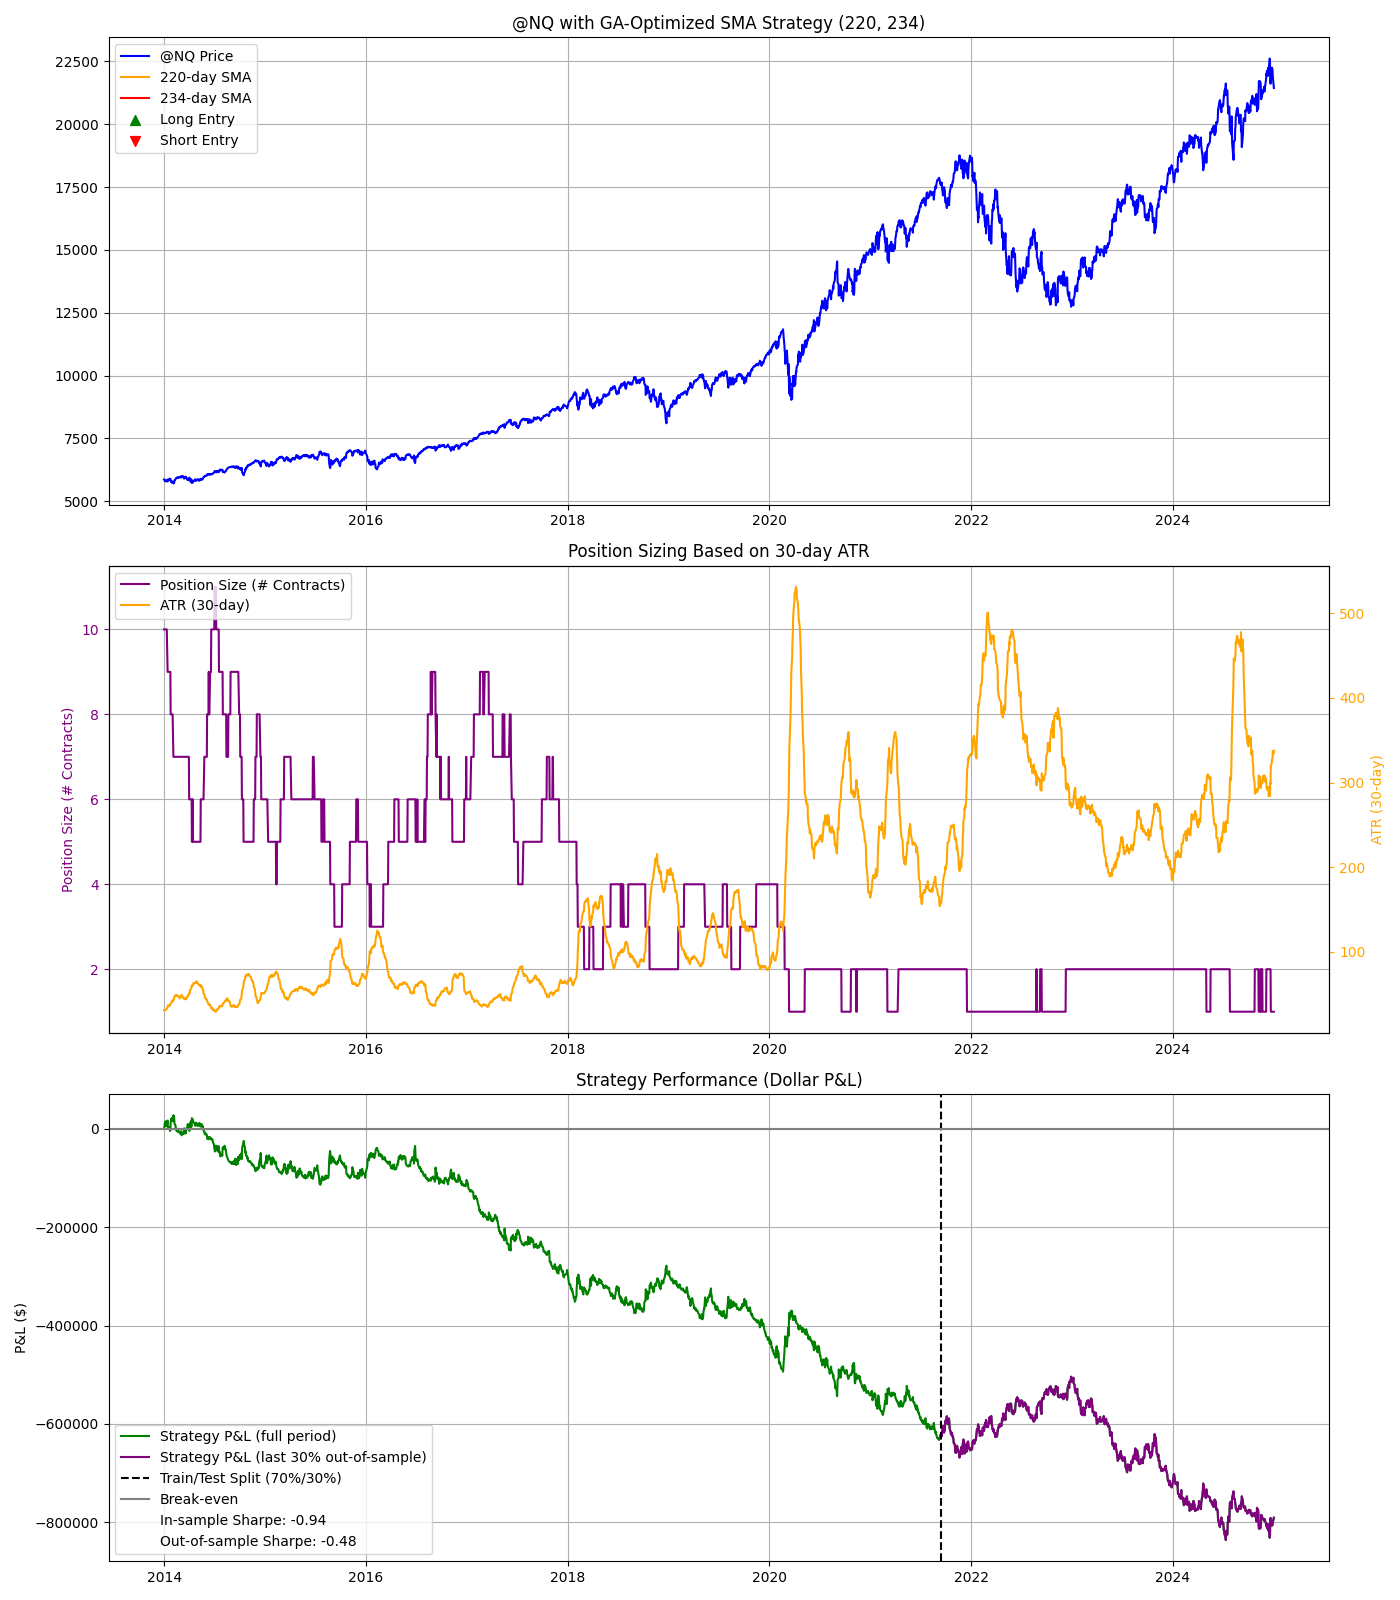 @NQ with GA-Optimized SMA Strategy (220, 234)
@NQ Price
220-day SMA
234-day SMA
Long Entry
Short Entry
22500
20000
17500
15000
12500
10000
7500
5000
2014 2016 2018 2020 2022 2024
Position Sizing Based on 30-day ATR
Position Size (# Contracts)
ATR (30-day)
Position Size (# Contracts)
10
8
6
4
2
500
400
300
200
100
ATR (30-day)
2014 2016 2018 2020 2022 2024
Strategy Performance (Dollar P&L)
P&L ($)
0
−200000
−400000
−600000
−800000
Strategy P&L (full period)
Strategy P&L (last 30% out-of-sample)
Train/Test Split (70%/30%)
Break-even
In-sample Sharpe: -0.94
Out-of-sample Sharpe: -0.48
2014 2016 2018 2020 2022 2024